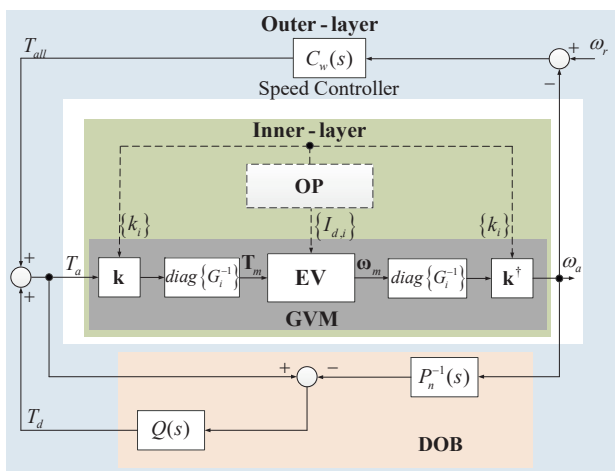 Outer - layer
T_all
C_w(s)
+
ω_r
−
Speed Controller
Inner - layer
OP
{k_i}
{I_{d,i}}
{k_i}
+
+
T_a
k
diag{G_i^{-1}}
T_m
EV
ω_m
diag{G_i^{-1}}
k^†
ω_a
GVM
+
−
P_n^{-1}(s)
T_d
Q(s)
DOB